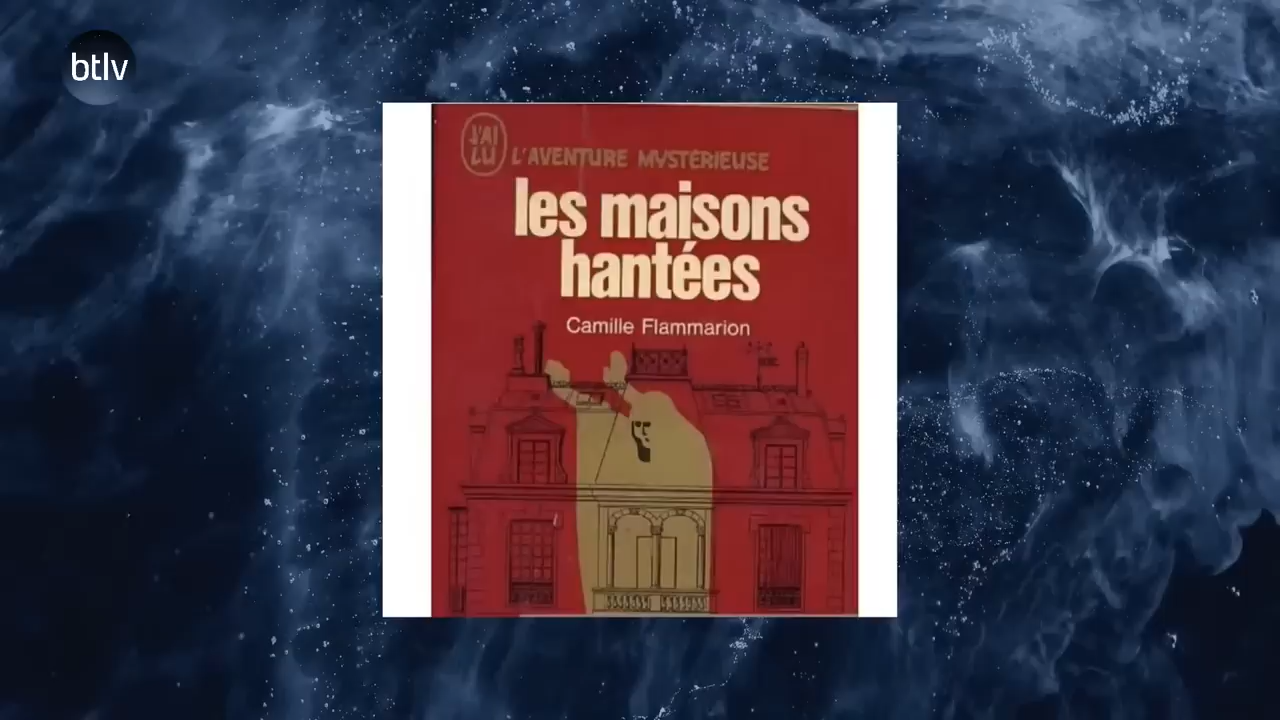 btlv
J'AI
LU
L'AVENTURE MYSTÉRIEUSE
les maisons
hantées
Camille Flammarion